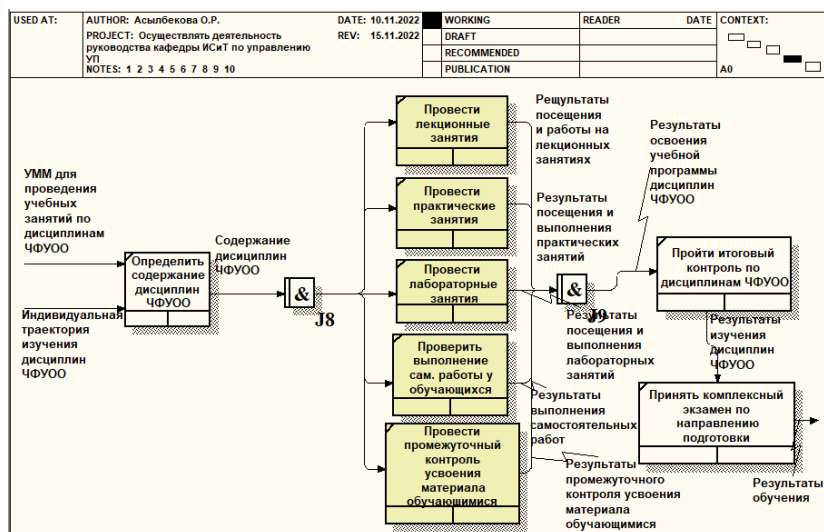 USED AT:
AUTHOR: Асылбекова О.Р.
DATE: 10.11.2022
PROJECT: Осуществлять деятельность
руководства кафедры ИСиТ по управлению
УП
REV: 15.11.2022
NOTES: 1 2 3 4 5 6 7 8 9 10
WORKING
DRAFT
RECOMMENDED
PUBLICATION
READER
DATE
CONTEXT:
A0
УММ для
проведения
учебных
занятий по
дисциплинам
ЧФУОО
Индивидуальная
траектория
изучения
дисциплин
ЧФУОО
Определить
содержание
дисциплин
ЧФУОО
Содержание
дисициплин
ЧФУОО
&
J8
Провести
лекционные
занятия
Провести
практические
занятия
Провести
лабораторные
занятия
Проверить
выполнение
сам. работы у
обучающихся
Провести
промежуточный
контроль
усвоения
материала
обучающимися
Рещультаты
посещения
и работы на
лекционных
занятиях
Результаты
посещения и
выполнения
практических
занятий
&
J9
Результаты
посещения и
выполнения
лабораторных
занятий
Результаты
выполнения
самостоятельных
работ
Результаты
промежуточного
контроля усвоения
материала
обучающимися
Результаты
освоения
учебной
программы
дисциплин
ЧФУОО
Пройти итоговый
контроль по
дисциплинам ЧФУОО
Результаты
изучения
дисциплин
ЧФУОО
Принять комплексный
экзамен по
направлению
подготовки
Результаты
обучения